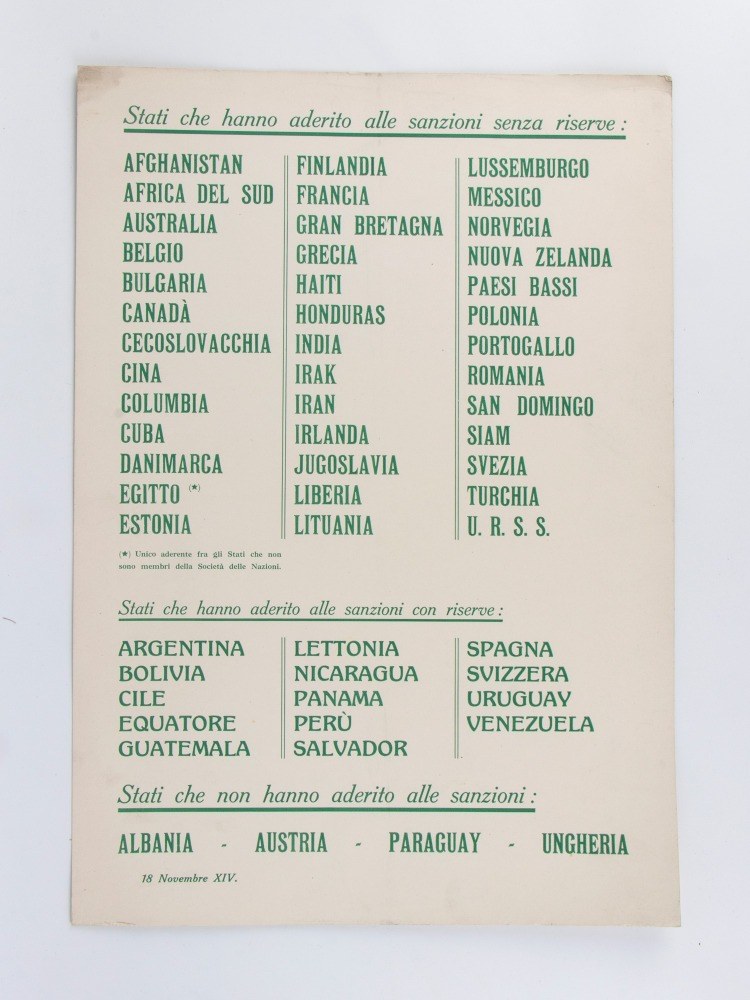 Stati che hanno aderito alle sanzioni senza riserve :
AFGHANISTAN
AFRICA DEL SUD
AUSTRALIA
BELGIO
BULGARIA
CANADÀ
CECOSLOVACCHIA
CINA
COLUMBIA
CUBA
DANIMARCA
EGITTO (★)
ESTONIA
(★) Unico aderente fra gli Stati che non
sono membri della Società delle Nazioni.
FINLANDIA
FRANCIA
GRAN BRETAGNA
GRECIA
HAITI
HONDURAS
INDIA
IRAK
IRAN
IRLANDA
JUGOSLAVIA
LIBERIA
LITUANIA
LUSSEMBURGO
MESSICO
NORVEGIA
NUOVA ZELANDA
PAESI BASSI
POLONIA
PORTOGALLO
ROMANIA
SAN DOMINGO
SIAM
SVEZIA
TURCHIA
U. R. S. S.
Stati che hanno aderito alle sanzioni con riserve :
ARGENTINA
BOLIVIA
CILE
EQUATORE
GUATEMALA
LETTONIA
NICARAGUA
PANAMA
PERÙ
SALVADOR
SPAGNA
SVIZZERA
URUGUAY
VENEZUELA
Stati che non hanno aderito alle sanzioni :
ALBANIA - AUSTRIA - PARAGUAY - UNGHERIA
18 Novembre XIV.